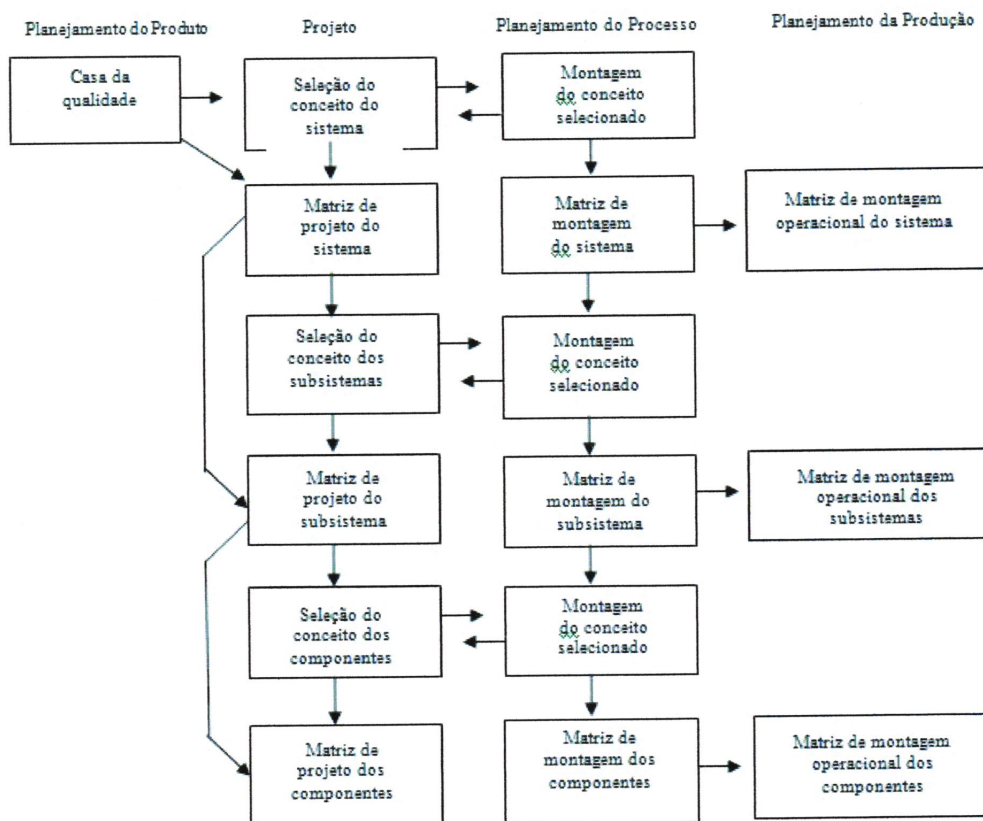 Planejamento do Produto
Projeto
Planejamento do Processo
Planejamento da Produção
Casa da
qualidade
Seleção do
conceito do
sistema
Montagem
do conceito
selecionado
Matriz de
projeto do
sistema
Matriz de
montagem
do sistema
Matriz de montagem
operacional do sistema
Seleção do
conceito dos
subsistemas
Montagem
do conceito
selecionado
Matriz de
projeto do
subsistema
Matriz de
montagem do
subsistema
Matriz de montagem
operacional dos
subsistemas
Seleção do
conceito dos
componentes
Montagem
do conceito
selecionado
Matriz de
projeto dos
componentes
Matriz de
montagem dos
componentes
Matriz de montagem
operacional dos
componentes